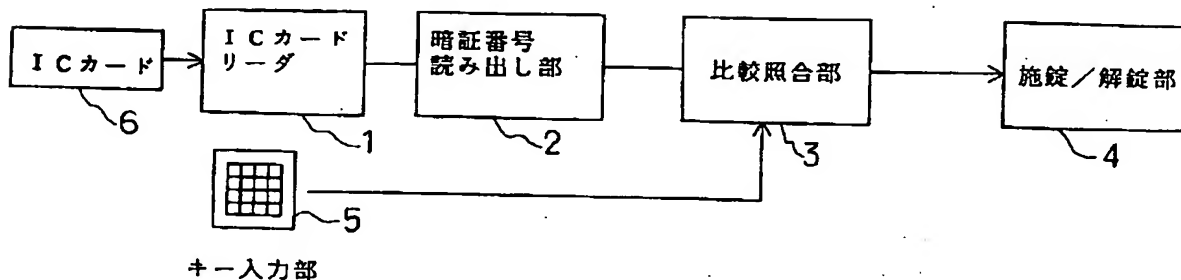 ICカード
6
ICカード
リーダ
1
暗証番号
読み出し部
2
比較照合部
3
施錠/解錠部
4
5
キー入力部